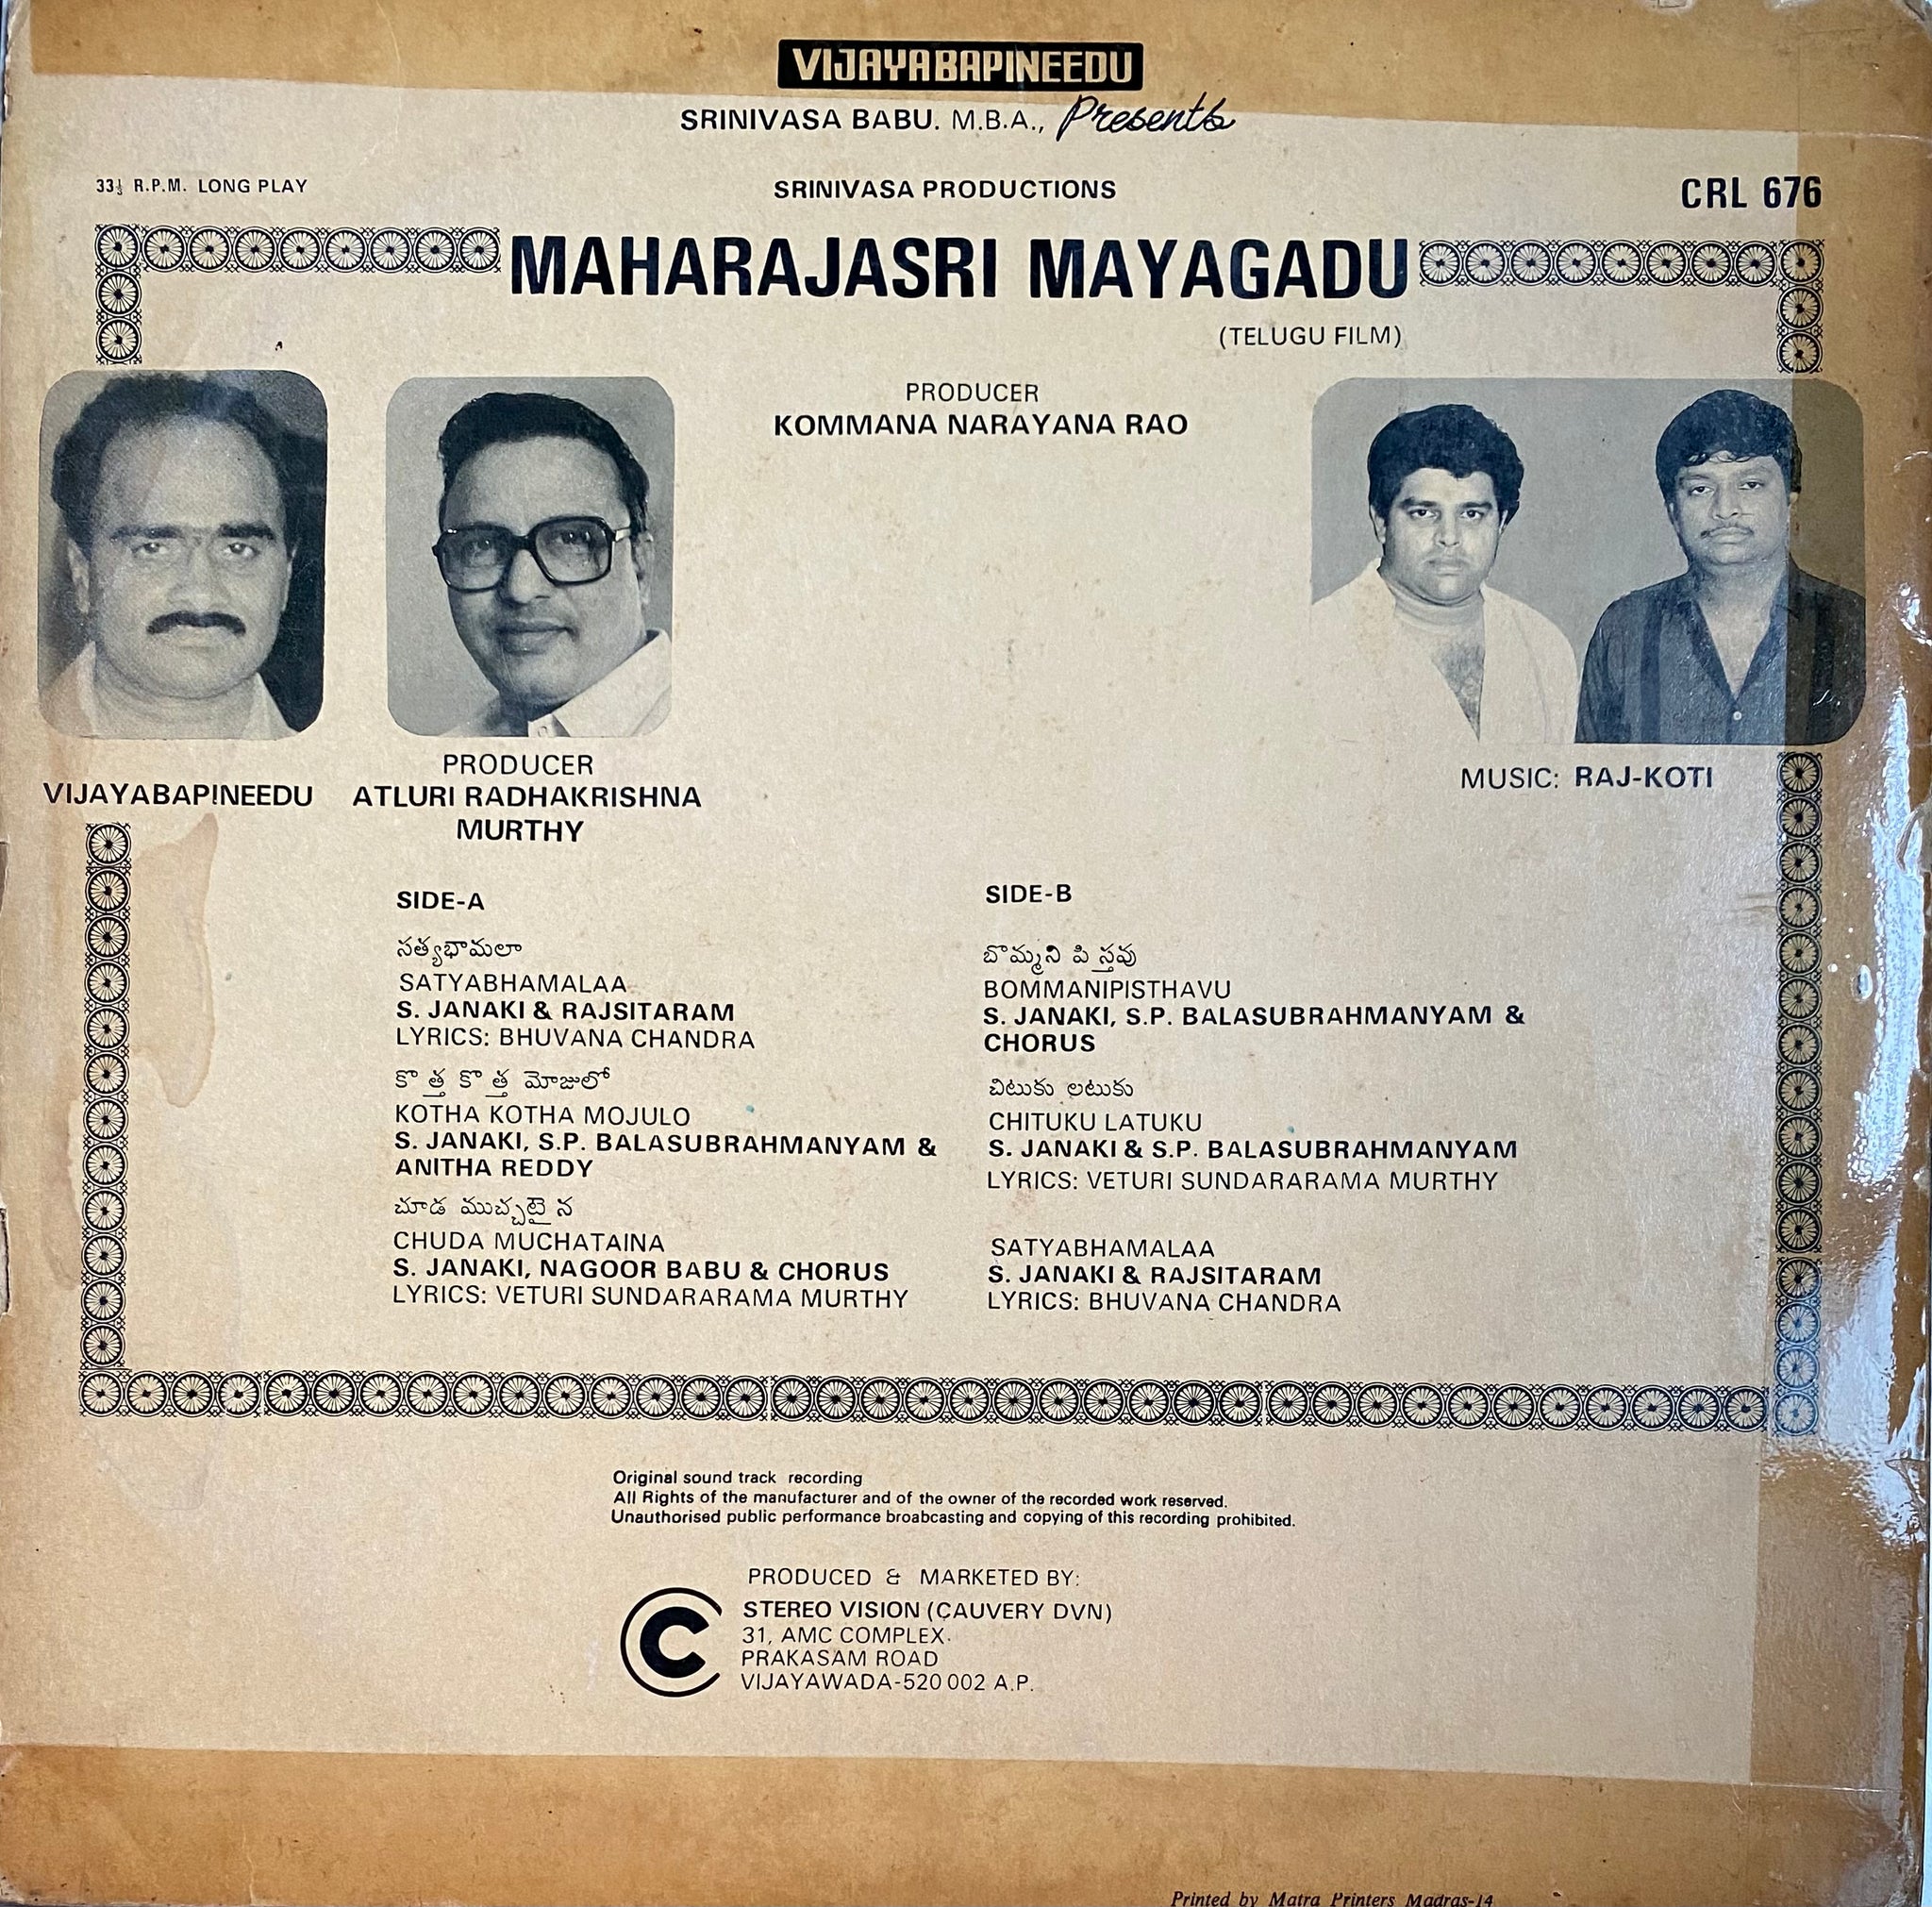 VIJAYABAPINEEDU
SRINIVASA BABU. M.B.A., Presents
33⅓ R.P.M. LONG PLAY
SRINIVASA PRODUCTIONS
CRL 676
MAHARAJASRI MAYAGADU
(TELUGU FILM)
PRODUCER
KOMMANA NARAYANA RAO
VIJAYABAPINEEDU
PRODUCER
ATLURI RADHAKRISHNA
MURTHY
MUSIC: RAJ-KOTI
SIDE-A
సత్యభామలా
SATYABHAMALAA
S. JANAKI & RAJSITARAM
LYRICS: BHUVANA CHANDRA
కొత్త కొత్త మోజులో
KOTHA KOTHA MOJULO
S. JANAKI, S.P. BALASUBRAHMANYAM &
ANITHA REDDY
చూడ ముచ్చటైన
CHUDA MUCHATAINA
S. JANAKI, NAGOOR BABU & CHORUS
LYRICS: VETURI SUNDARARAMA MURTHY
SIDE-B
బొమ్మని పిస్తవు
BOMMANIPISTHAVU
S. JANAKI, S.P. BALASUBRAHMANYAM &
CHORUS
చిటుకు లటుకు
CHITUKU LATUKU
S. JANAKI & S.P. BALASUBRAHMANYAM
LYRICS: VETURI SUNDARARAMA MURTHY
SATYABHAMALAA
S. JANAKI & RAJSITARAM
LYRICS: BHUVANA CHANDRA
Original sound track recording
All Rights of the manufacturer and of the owner of the recorded work reserved.
Unauthorised public performance broabcasting and copying of this recording prohibited.
PRODUCED & MARKETED BY:
C
STEREO VISION (CAUVERY DVN)
31, AMC COMPLEX.
PRAKASAM ROAD
VIJAYAWADA-520 002 A.P.
Printed by Matra Printers Madras-14